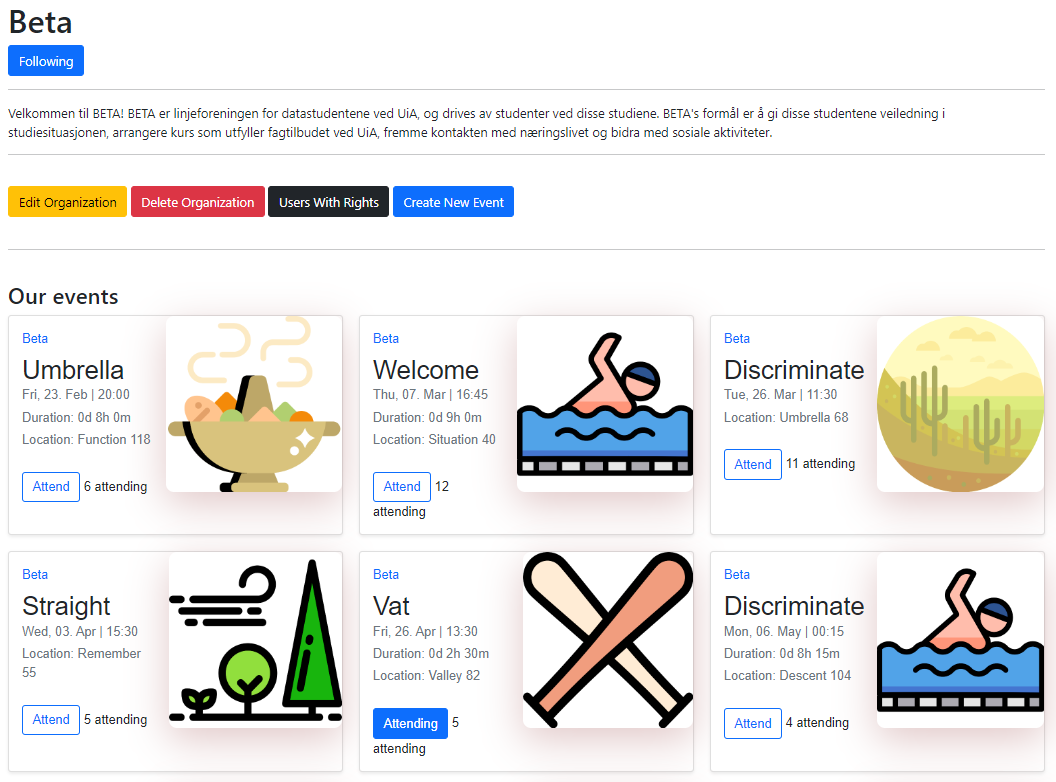 Beta
Following
Velkommen til BETA! BETA er linjeforeningen for datastudentene ved UiA, og drives av studenter ved disse studiene. BETA's formål er å gi disse studentene veiledning i
studiesituasjonen, arrangere kurs som utfyller fagtilbudet ved UiA, fremme kontakten med næringslivet og bidra med sosiale aktiviteter.
Edit Organization Delete Organization Users With Rights Create New Event
Our events
Beta
Umbrella
Fri, 23. Feb | 20:00
Duration: 0d 8h 0m
Location: Function 118
Attend 6 attending
Beta
Welcome
Thu, 07. Mar | 16:45
Duration: 0d 9h 0m
Location: Situation 40
Attend 12
attending
Beta
Discriminate
Tue, 26. Mar | 11:30
Location: Umbrella 68
Attend 11 attending
Beta
Straight
Wed, 03. Apr | 15:30
Location: Remember
55
Attend 5 attending
Beta
Vat
Fri, 26. Apr | 13:30
Duration: 0d 2h 30m
Location: Valley 82
Attending 5
attending
Beta
Discriminate
Mon, 06. May | 00:15
Duration: 0d 8h 15m
Location: Descent 104
Attend 4 attending